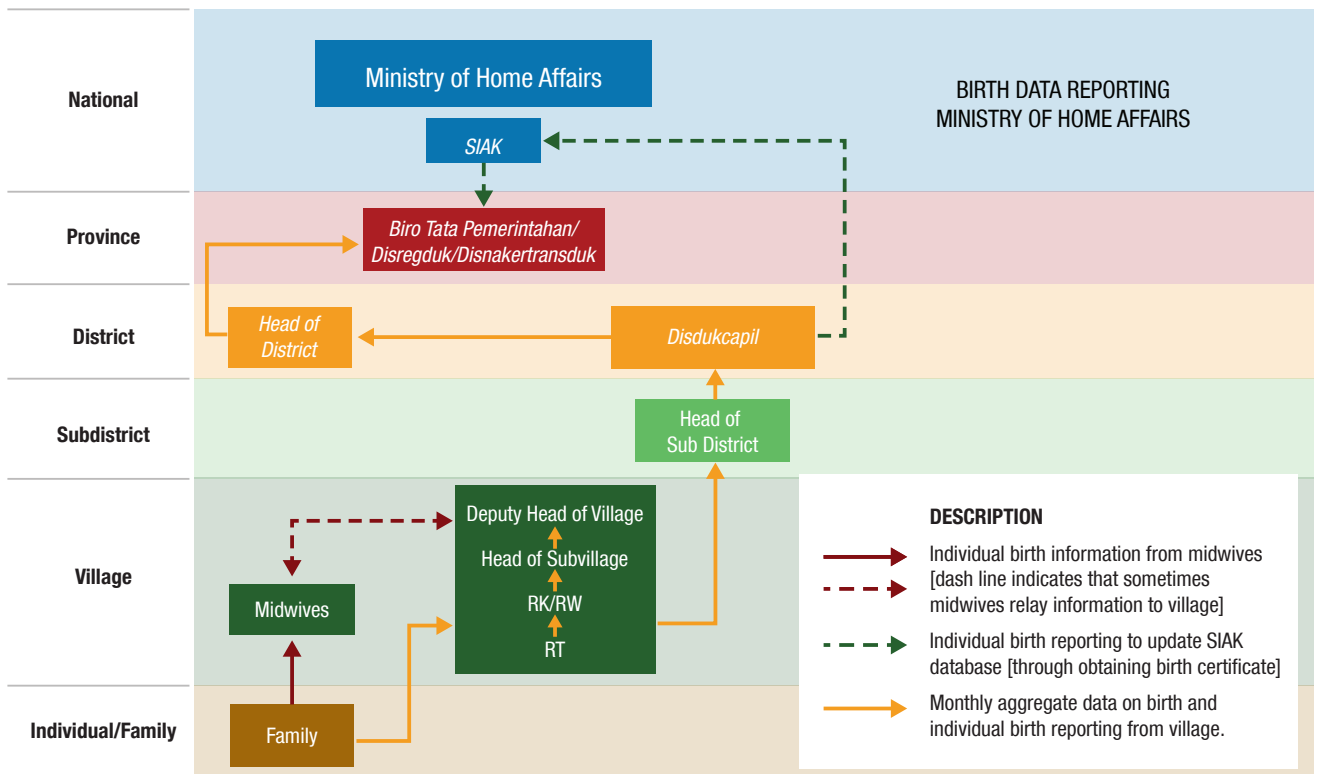 National
Ministry of Home Affairs
BIRTH DATA REPORTING
MINISTRY OF HOME AFFAIRS
SIAK
Province
Biro Tata Pemerintahan/
Disregduk/Disnakertransduk
District
Head of
District
Disdukcapil
Subdistrict
Head of
Sub District
Village
Midwives
Deputy Head of Village
Head of Subvillage
RK/RW
RT
Individual/Family
Family
DESCRIPTION
Individual birth information from midwives
[dash line indicates that sometimes
midwives relay information to village]
Individual birth reporting to update SIAK
database [through obtaining birth certificate]
Monthly aggregate data on birth and
individual birth reporting from village.